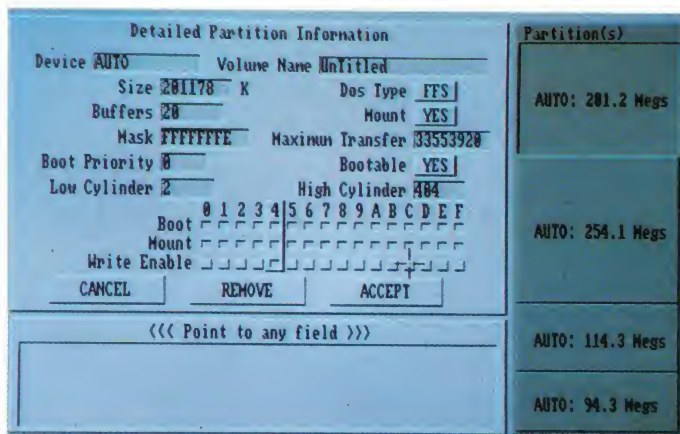 Detailed Partition Information
Device AUTO Volume Name UnTitled
Size 201178 K Dos Type FFS
Buffers 20 Mount YES
Mask FFFFFFFE Maximum Transfer 33553920
Boot Priority 0 Bootable YES
Low Cylinder 2 High Cylinder 404
0 1 2 3 4 5 6 7 8 9 A B C D E F
Boot
Mount
Write Enable
CANCEL REMOVE ACCEPT
<<< Point to any field >>>
Partition(s)
AUTO: 201.2 Megs
AUTO: 254.1 Megs
AUTO: 114.3 Megs
AUTO: 94.3 Megs